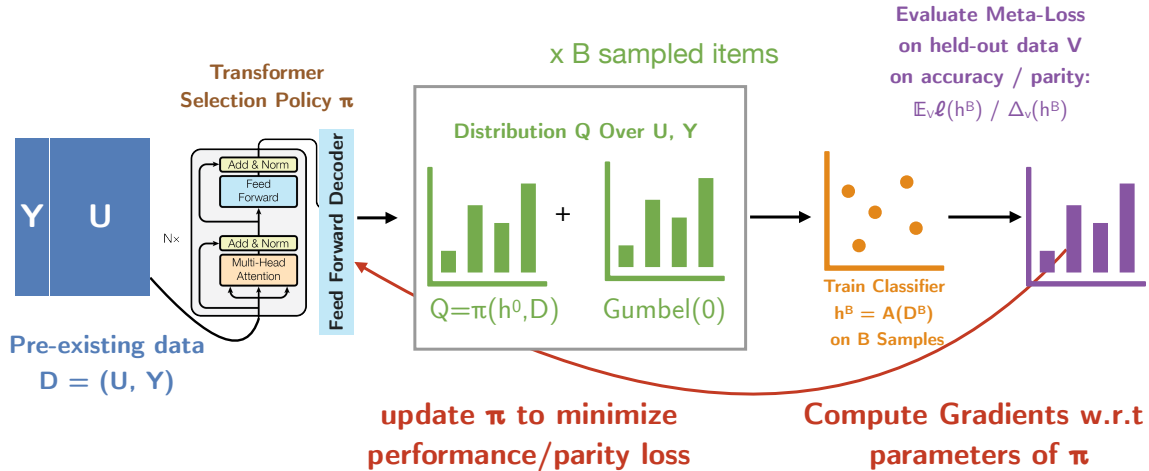 Y
U
Pre-existing data
D = (U, Y)
Transformer
Selection Policy π
N×
Add & Norm
Feed
Forward
Add & Norm
Multi-Head
Attention
Feed Forward Decoder
x B sampled items
Distribution Q Over U, Y
+
Q=π(h⁰,D)
Gumbel(0)
Train Classifier
hᴮ = A(Dᴮ)
on B Samples
Evaluate Meta-Loss
on held-out data V
on accuracy / parity:
𝔼ᵥℓ(hᴮ) / Δᵥ(hᴮ)
update π to minimize
performance/parity loss
Compute Gradients w.r.t
parameters of π